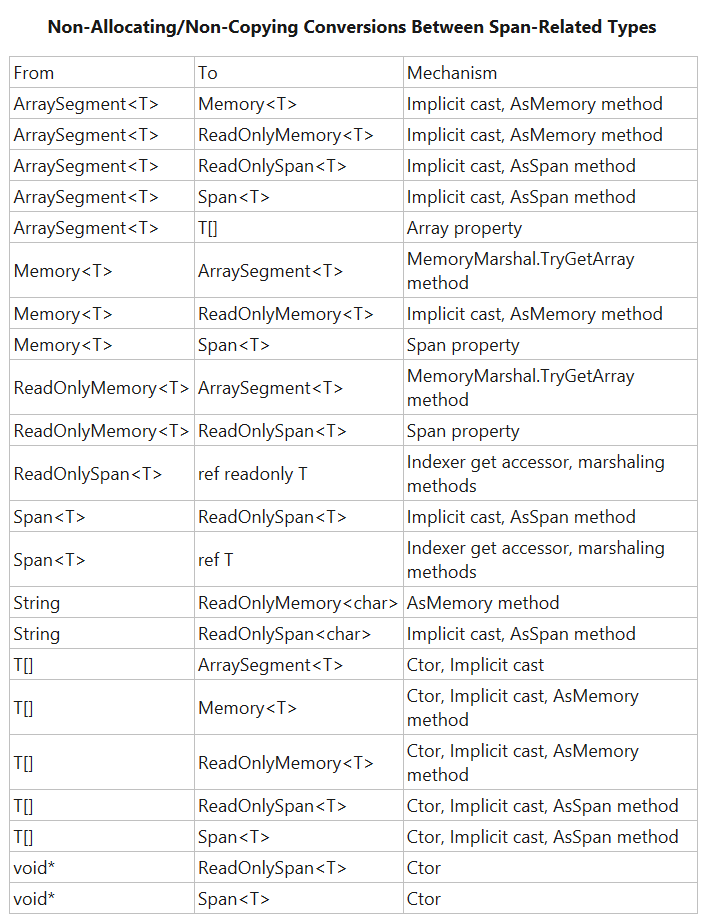 Non-Allocating/Non-Copying Conversions Between Span-Related Types
From To Mechanism
ArraySegment<T> Memory<T> Implicit cast, AsMemory method
ArraySegment<T> ReadOnlyMemory<T> Implicit cast, AsMemory method
ArraySegment<T> ReadOnlySpan<T> Implicit cast, AsSpan method
ArraySegment<T> Span<T> Implicit cast, AsSpan method
ArraySegment<T> T[] Array property
Memory<T> ArraySegment<T> MemoryMarshal.TryGetArray
method
Memory<T> ReadOnlyMemory<T> Implicit cast, AsMemory method
Memory<T> Span<T> Span property
ReadOnlyMemory<T> ArraySegment<T> MemoryMarshal.TryGetArray
method
ReadOnlyMemory<T> ReadOnlySpan<T> Span property
ReadOnlySpan<T> ref readonly T Indexer get accessor, marshaling
methods
Span<T> ReadOnlySpan<T> Implicit cast, AsSpan method
Span<T> ref T Indexer get accessor, marshaling
methods
String ReadOnlyMemory<char> AsMemory method
String ReadOnlySpan<char> Implicit cast, AsSpan method
T[] ArraySegment<T> Ctor, Implicit cast
T[] Memory<T> Ctor, Implicit cast, AsMemory
method
T[] ReadOnlyMemory<T> Ctor, Implicit cast, AsMemory
method
T[] ReadOnlySpan<T> Ctor, Implicit cast, AsSpan method
T[] Span<T> Ctor, Implicit cast, AsSpan method
void* ReadOnlySpan<T> Ctor
void* Span<T> Ctor